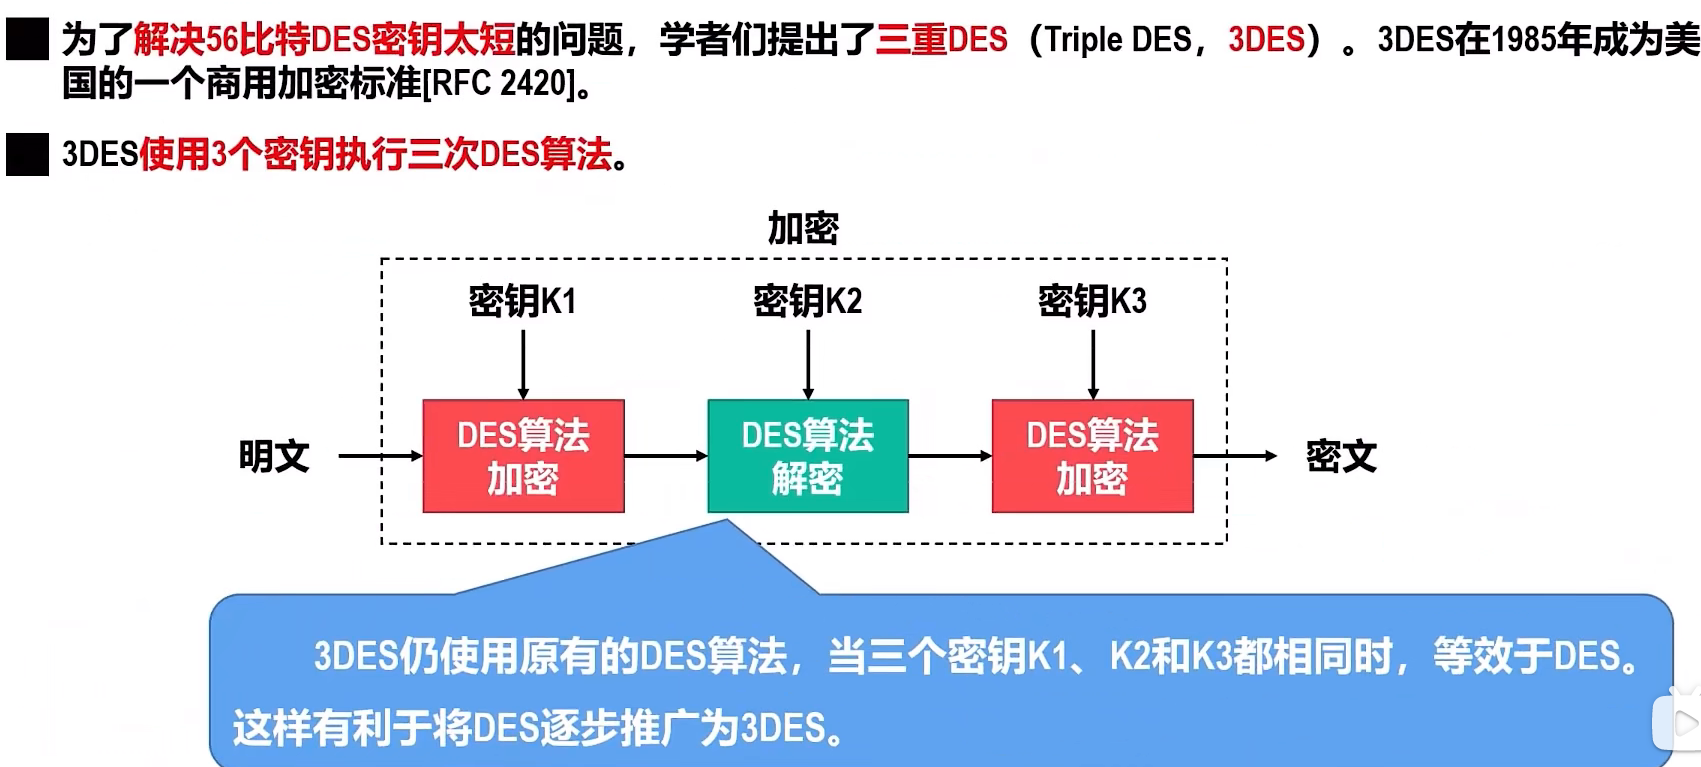 为了解决56比特DES密钥太短的问题，学者们提出了三重DES（Triple DES，3DES）。3DES在1985年成为美
国的一个商用加密标准[RFC 2420]。
3DES使用3个密钥执行三次DES算法。
加密
密钥K1 密钥K2 密钥K3
明文 DES算法 DES算法 DES算法 密文
加密 解密 加密
3DES仍使用原有的DES算法，当三个密钥K1、K2和K3都相同时，等效于DES。
这样有利于将DES逐步推广为3DES。